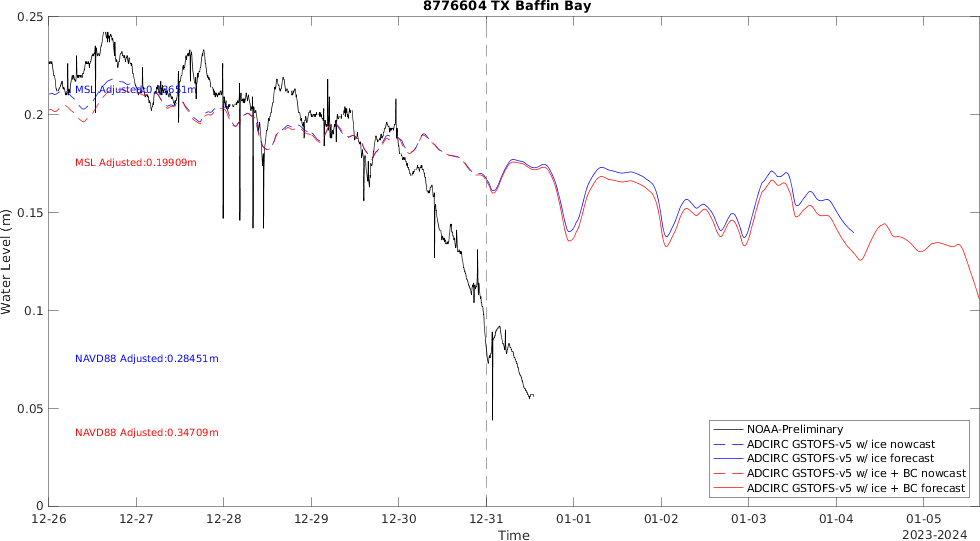 8776604 TX Baffin Bay
Water Level (m)
0.25
0.2
0.15
0.1
0.05
0
MSL Adjusted:
MSL Adjusted:0.19909m
NAVD88 Adjusted:0.28451m
NAVD88 Adjusted:0.34709m
NOAA-Preliminary
ADCIRC GSTOFS-v5 w/ ice nowcast
ADCIRC GSTOFS-v5 w/ ice forecast
ADCIRC GSTOFS-v5 w/ ice + BC nowcast
ADCIRC GSTOFS-v5 w/ ice + BC forecast
12-26 12-27 12-28 12-29 12-30 12-31 01-01 01-02 01-03 01-04 01-05
Time
2023-2024